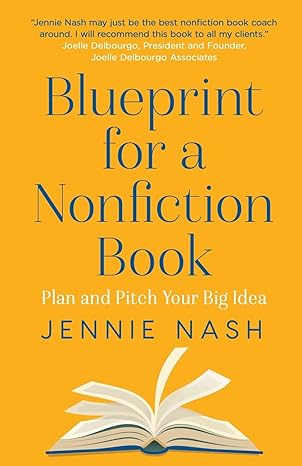 “Jennie Nash may just be the best nonfiction book coach
around. I will recommend this book to all my clients.”
Joelle Delbourgo, President and Founder,
Joelle Delbourgo Associates
Blueprint
for a
Nonfiction
Book
Plan and Pitch Your Big Idea
JENNIE NASH